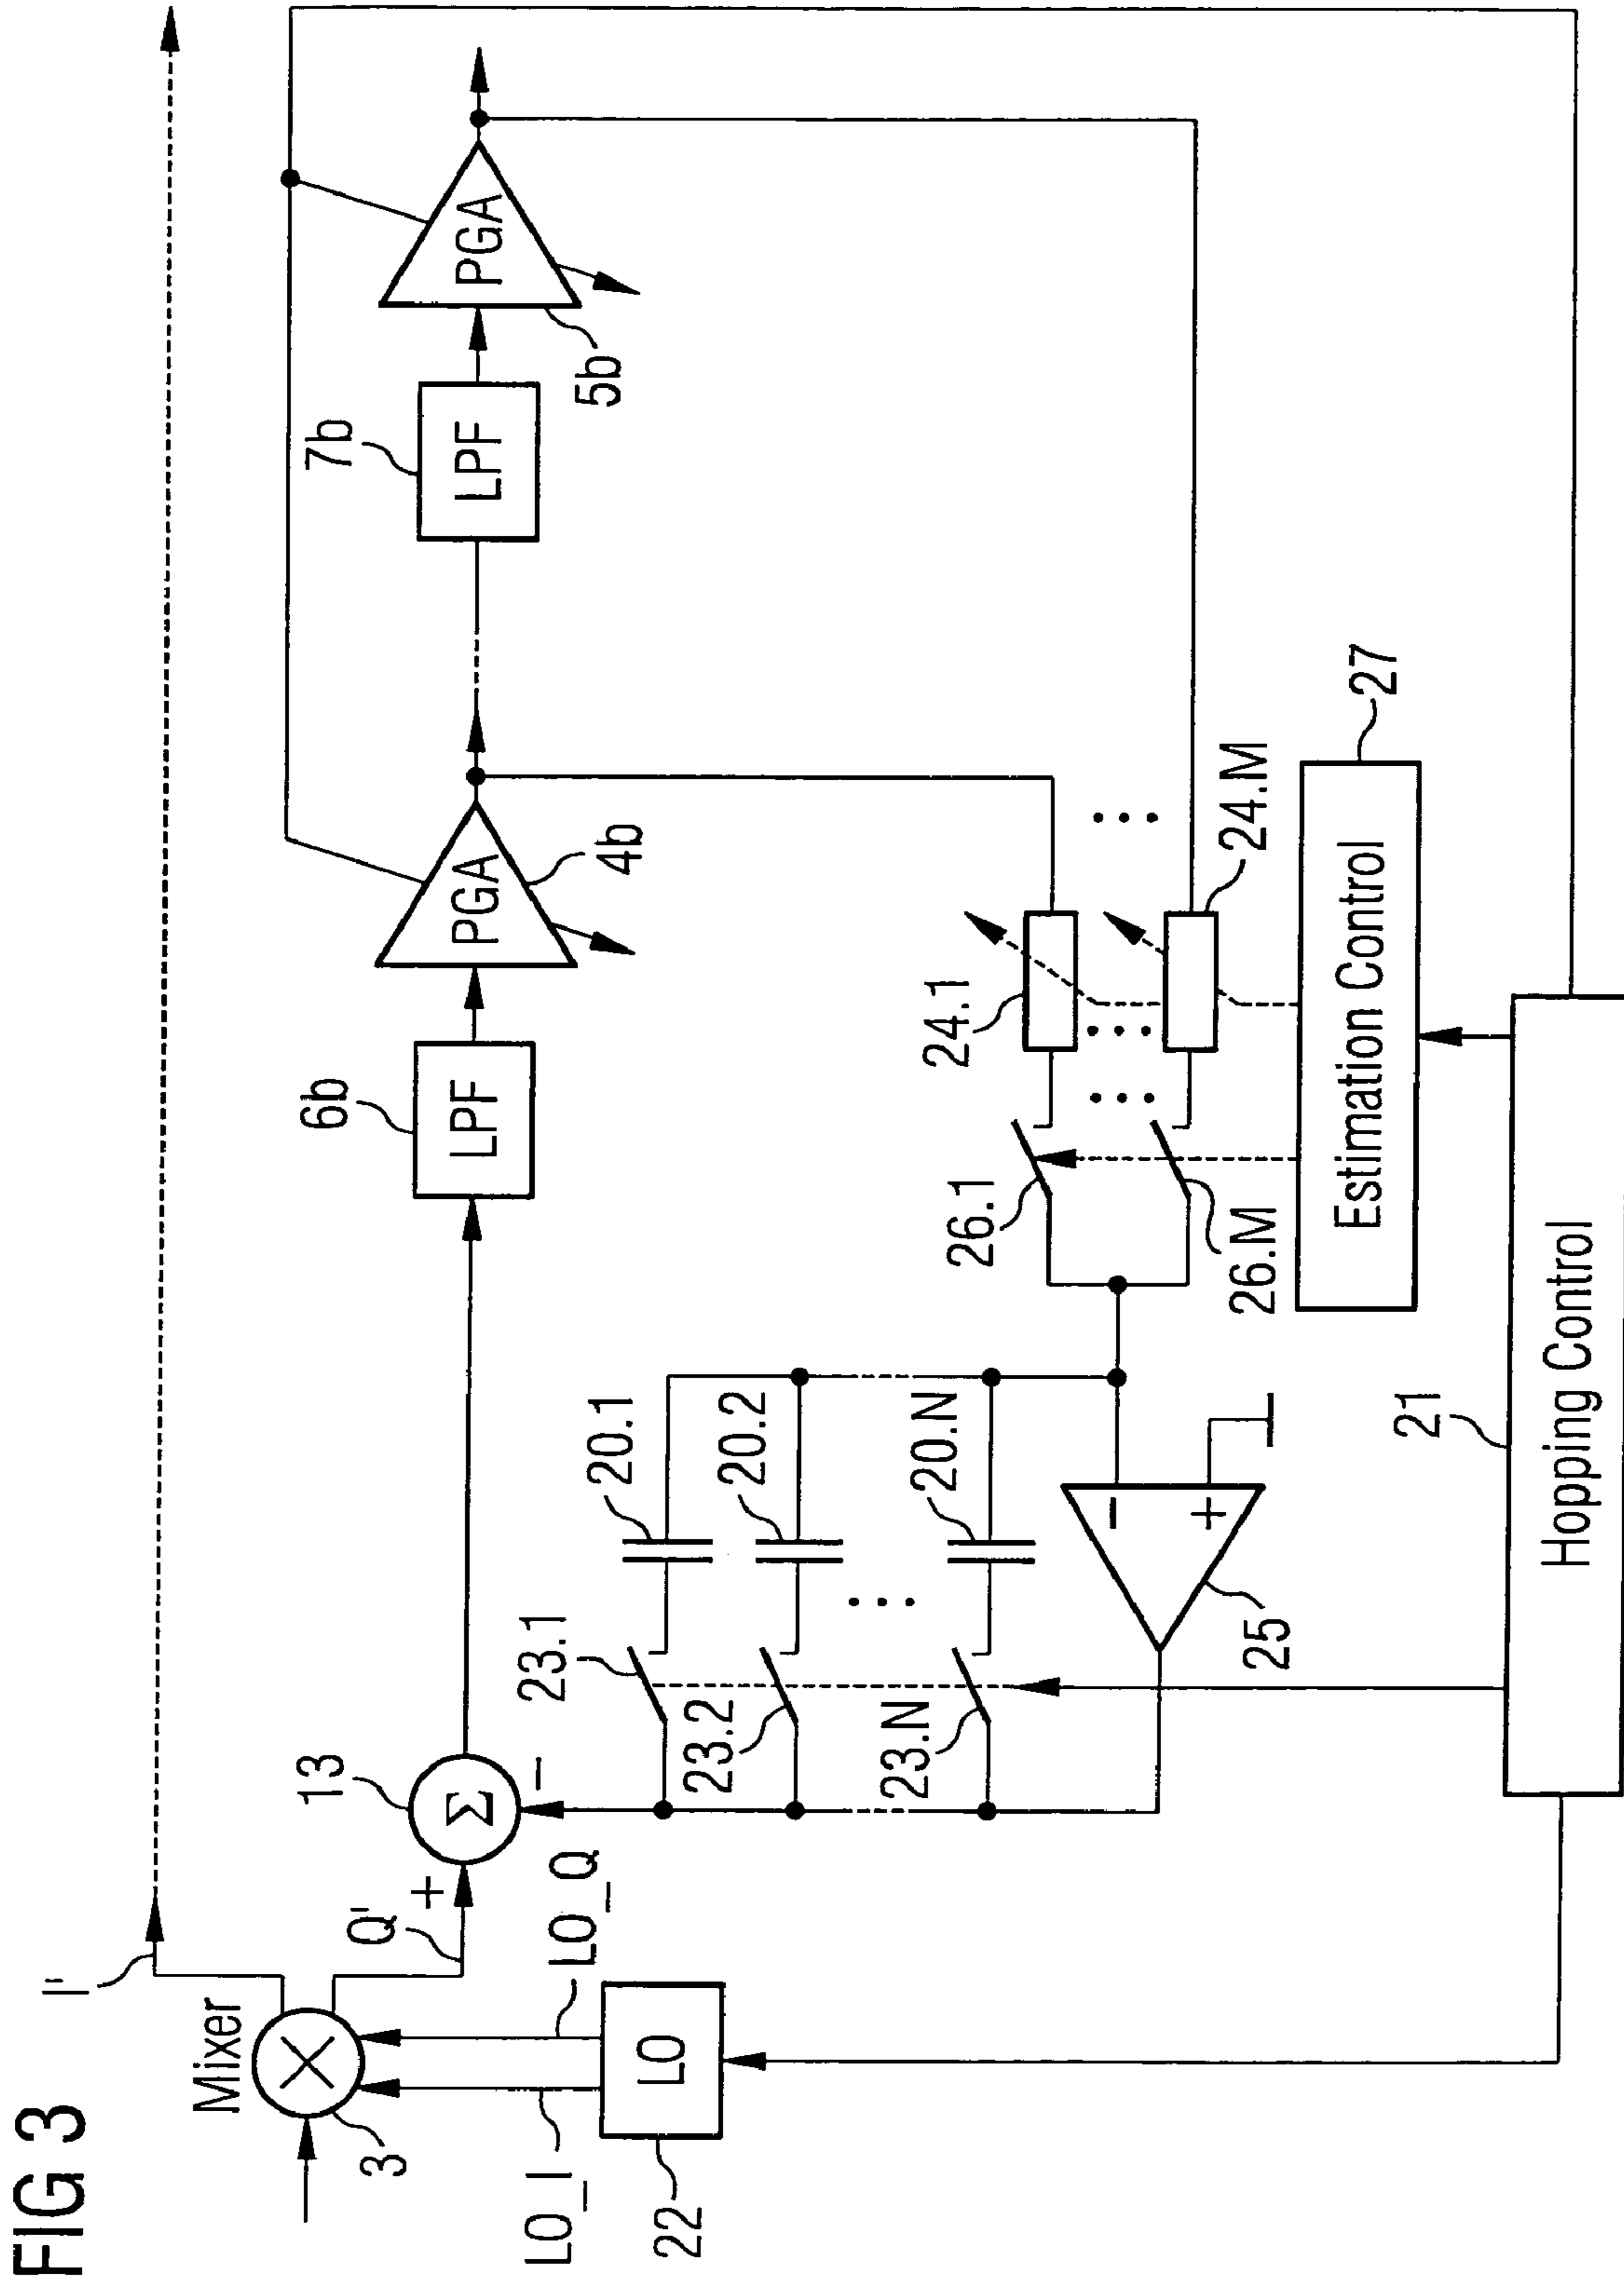 FIG 3
Mixer
3
I'
Q'
+
13
Σ
−
LO_I
LO_Q
LO
22
6b
LPF
PGA
4b
7b
LPF
PGA
5b
23.1
23.2
23.N
20.1
20.2
20.N
−
+
25
26.1
26.M
24.1
24.M
Estimation Control
27
21
Hopping Control